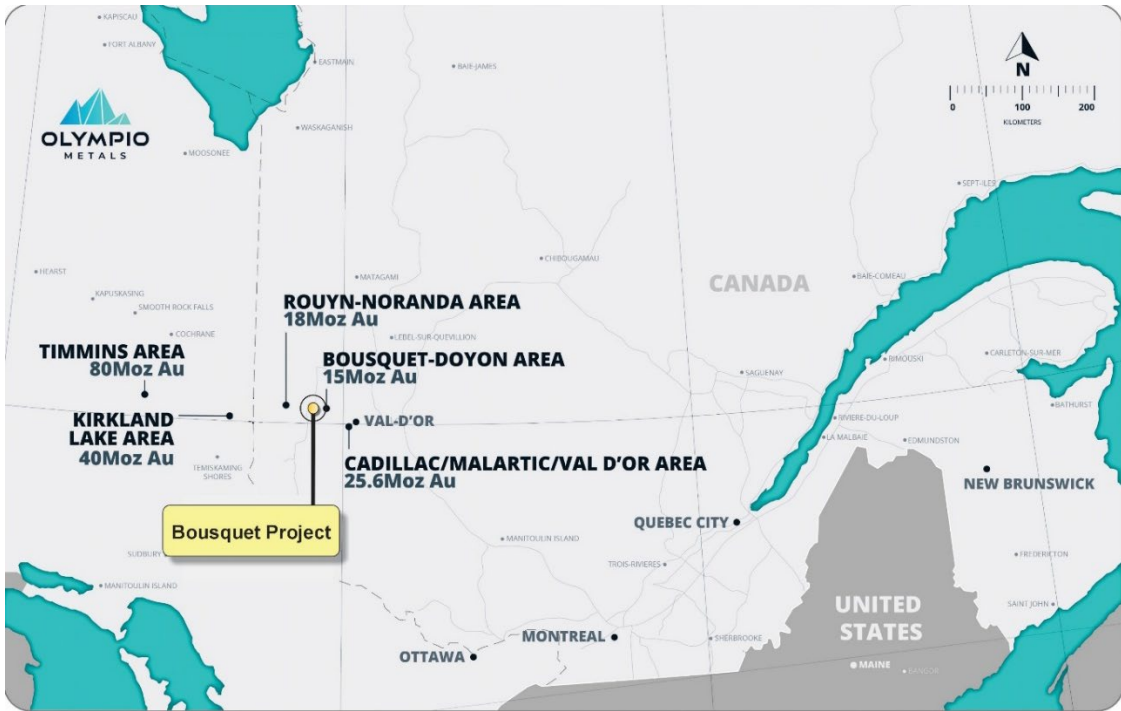 KAPISCAU
FORT ALBANY
EASTMAIN
BAIE-JAMES
N
0 100 200
KILOMETERS
OLYMPIO
METALS
WASKAGANISH
MOOSONEE
SEPT-ILES
HEARST
MATAGAMI
CHIBOUGAMAU
CANADA
BAIE-COMEAU
KAPUSKASING
SMOOTH ROCK FALLS
COCHRANE
ROUYN-NORANDA AREA
18Moz Au
LEBEL-SUR-QUEVILLION
TIMMINS AREA
80Moz Au
BOUSQUET-DOYON AREA
15Moz Au
SAGUENAY
RIMOUSKI
CARLETON-SUR-MER
BATHURST
KIRKLAND
LAKE AREA
40Moz Au
VAL-D'OR
RIVIERE-DU-LOUP
LA MALBAIE
EDMUNDSTON
TEMISKAMING
SHORES
CADILLAC/MALARTIC/VAL D'OR AREA
25.6Moz Au
NEW BRUNSWICK
Bousquet Project
QUEBEC CITY
SUDBURY
MANITOULIN ISLAND
TROIS-RIVIERES
FREDERICTON
MANITOULIN ISLAND
UNITED
STATES
SAINT JOHN
MONTREAL
SHERBROOKE
OTTAWA
MAINE
BANGOR